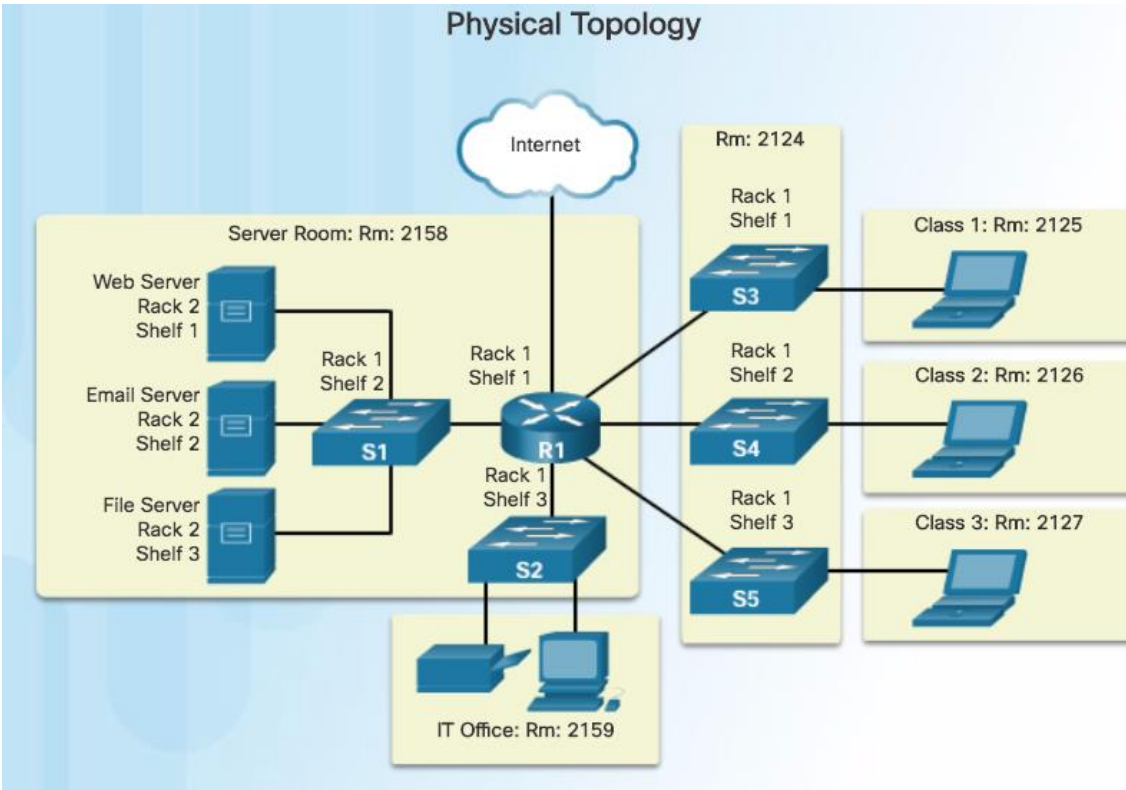 Physical Topology
Internet
Rm: 2124
Rack 1
Shelf 1
S3
Class 1: Rm: 2125
Server Room: Rm: 2158
Web Server
Rack 2
Shelf 1
Rack 1
Shelf 2
Rack 1
Shelf 1
Rack 1
Shelf 2
S4
Class 2: Rm: 2126
Email Server
Rack 2
Shelf 2
S1
R1
Rack 1
Shelf 3
File Server
Rack 2
Shelf 3
S2
Rack 1
Shelf 3
S5
Class 3: Rm: 2127
IT Office: Rm: 2159